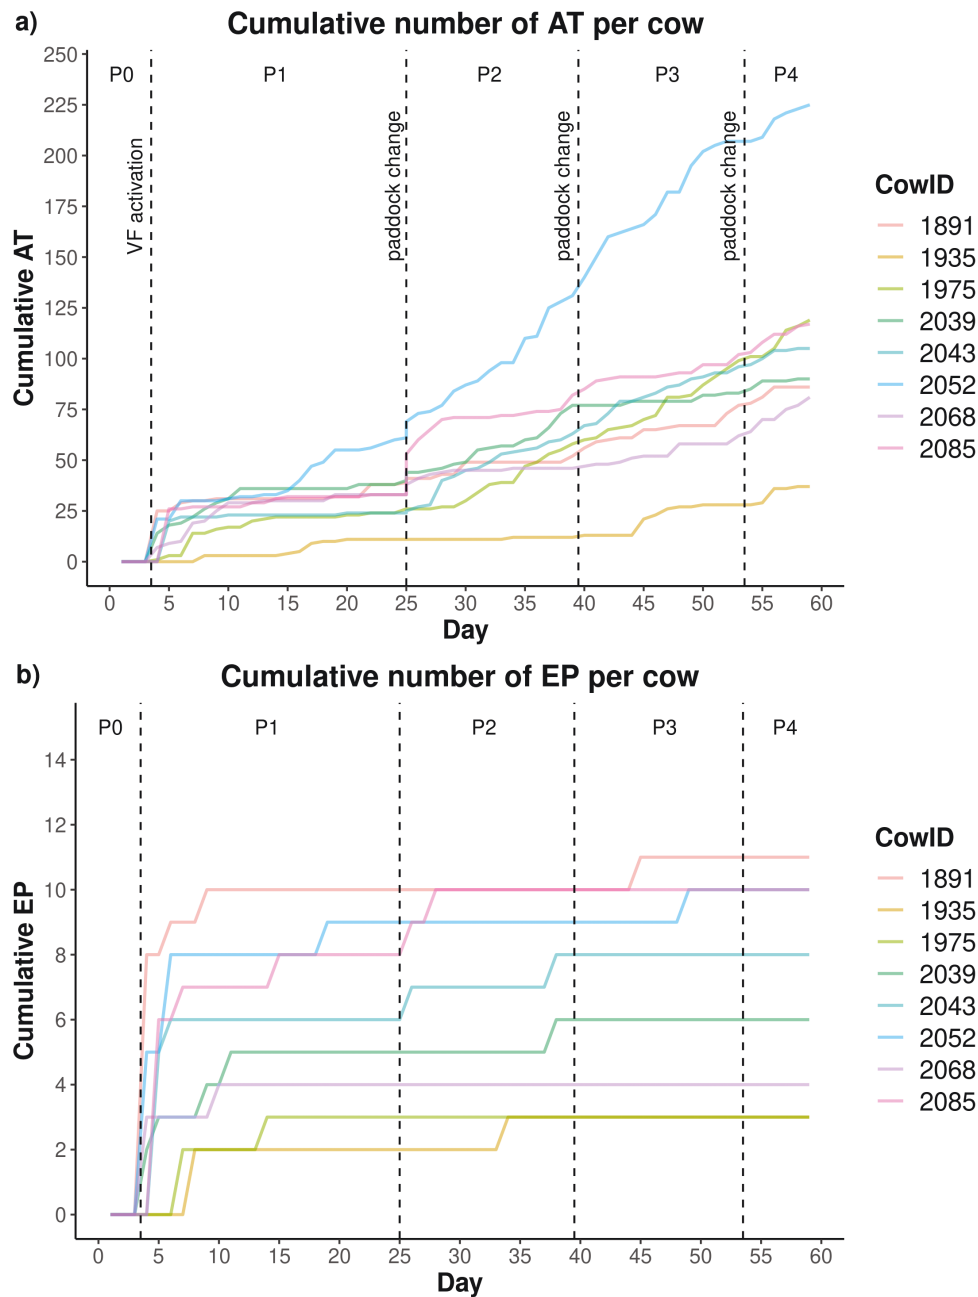 a)
Cumulative number of AT per cow
250
225
200
175
150
125
100
75
50
25
0
Cumulative AT
P0
P1
P2
P3
P4
VF activation
paddock change
paddock change
paddock change
0 5 10 15 20 25 30 35 40 45 50 55 60
Day
CowID
1891
1935
1975
2039
2043
2052
2068
2085
b)
Cumulative number of EP per cow
14
12
10
8
6
4
2
0
Cumulative EP
P0
P1
P2
P3
P4
0 5 10 15 20 25 30 35 40 45 50 55 60
Day
CowID
1891
1935
1975
2039
2043
2052
2068
2085